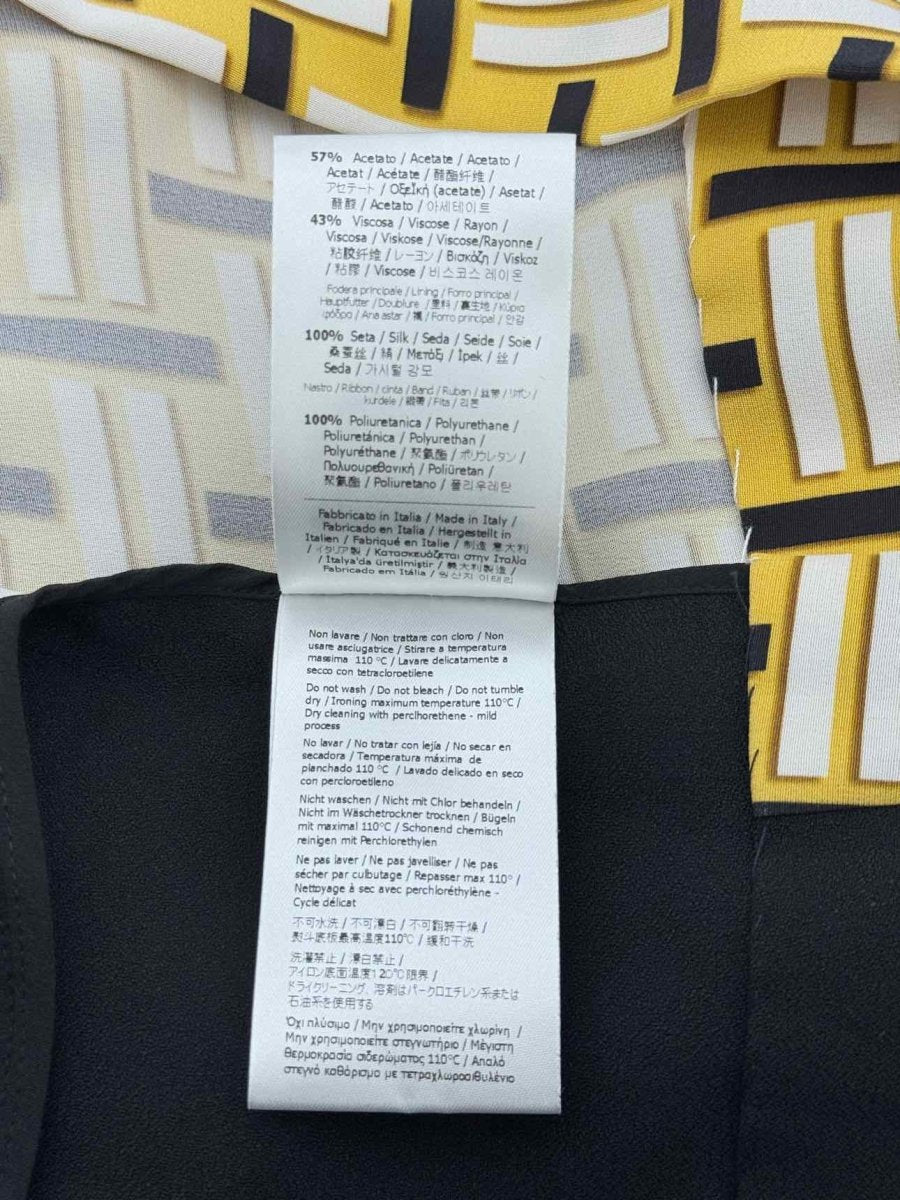 57% Acetato / Acetate / Acetato /
Acetat / Acétate / 醋酯纤维 /
アセテート / Οξεϊκή (acetate) / Asetat /
醋酸 / Acetato / 아세테이트
43% Viscosa / Viscose / Rayon /
Viscosa / Viskose / Viscose/Rayonne /
粘胶纤维 / レーヨン / Βισκόζη / Viskoz
/ 粘膠 / Viscose / 비스코스 레이온
Fodera principale / Lining / Forro principal /
Hauptfutter / Doublure / 里料 / 裏生地 / Κύρια
φόδρα / Ana astar / 襯 / Forro principal / 안감
100% Seta / Silk / Seda / Seide / Soie /
桑蚕丝 / 絹 / Μετάξι / İpek / 丝 /
Seda / 가시털 강모
Nastro / Ribbon / cinta / Band / Ruban / 丝带 / リボン /
kurdele / 緞帶 / Fita / 리본
100% Poliuretanica / Polyurethane /
Poliuretánica / Polyurethan /
Polyuréthane / 聚氨酯 / ポリウレタン /
Πολυουρεθανική / Poliüretan /
聚氨酯 / Poliuretano / 폴리우레탄
Fabbricato in Italia / Made in Italy /
Fabricado en Italia / Hergestellt in
Italien / Fabriqué en Italie / 制造 意大利
/ イタリア製 / Κατασκευάζεται στην Ιταλία
/ İtalya'da üretilmiştir / 義大利製造 /
Fabricado em Itália / 원산지 이태리
Non lavare / Non trattare con cloro / Non
usare asciugatrice / Stirare a temperatura
massima 110 °C / Lavare delicatamente a
secco con tetracloroetilene
Do not wash / Do not bleach / Do not tumble
dry / Ironing maximum temperature 110°C /
Dry cleaning with perclhorethene - mild
process
No lavar / No tratar con lejía / No secar en
secadora / Temperatura máxima de
planchado 110 °C / Lavado delicado en seco
con percloroetileno
Nicht waschen / Nicht mit Chlor behandeln /
Nicht im Wäschetrockner trocknen / Bügeln
mit maximal 110°C / Schonend chemisch
reinigen mit Perchlorethylen
Ne pas laver / Ne pas javelliser / Ne pas
sécher par culbutage / Repasser max 110° /
Nettoyage à sec avec perchloréthylène -
Cycle délicat
不可水洗 / 不可漂白 / 不可翻转干燥 /
熨斗底板最高温度110℃ / 缓和干洗
洗濯禁止 / 漂白禁止 /
アイロン底面温度120℃限界 /
ドライクリーニング、溶剤はパークロエチレン系または
石油系を使用する
Όχι πλύσιμο / Μην χρησιμοποιείτε χλωρίνη /
Μην χρησιμοποιείτε στεγνωτήριο / Μέγιστη
θερμοκρασία σιδερώματος 110°C / Απαλό
στεγνό καθάρισμα με τετραχλωροαιθυλένιο